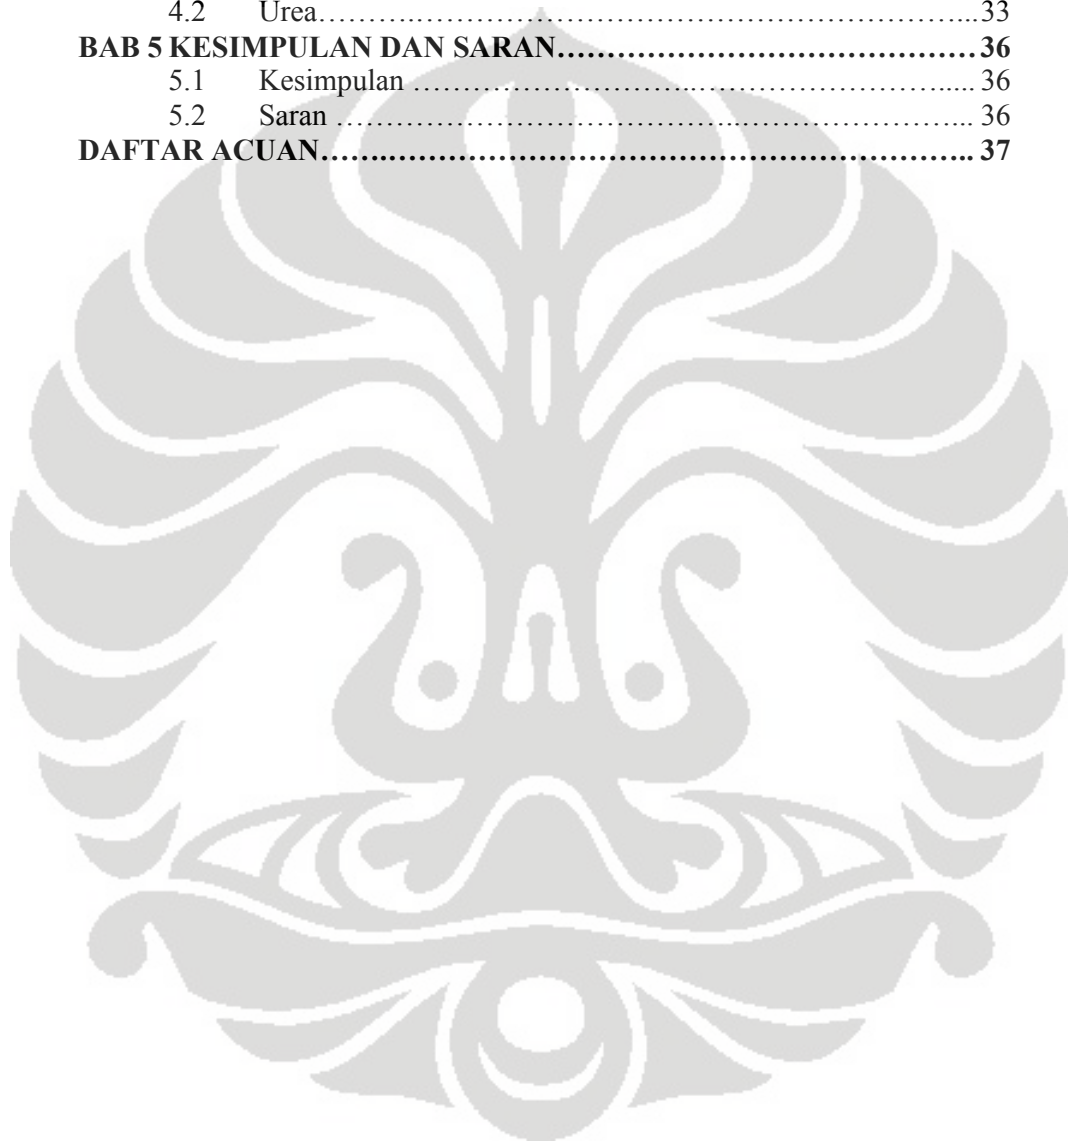 4.2 Urea……….……………………………………………...33
BAB 5 KESIMPULAN DAN SARAN……………………………………36
5.1 Kesimpulan ………………………..…………………….....36
5.2 Saran …………………………………..…………………...36
DAFTAR ACUAN…….……………………………………………………..37